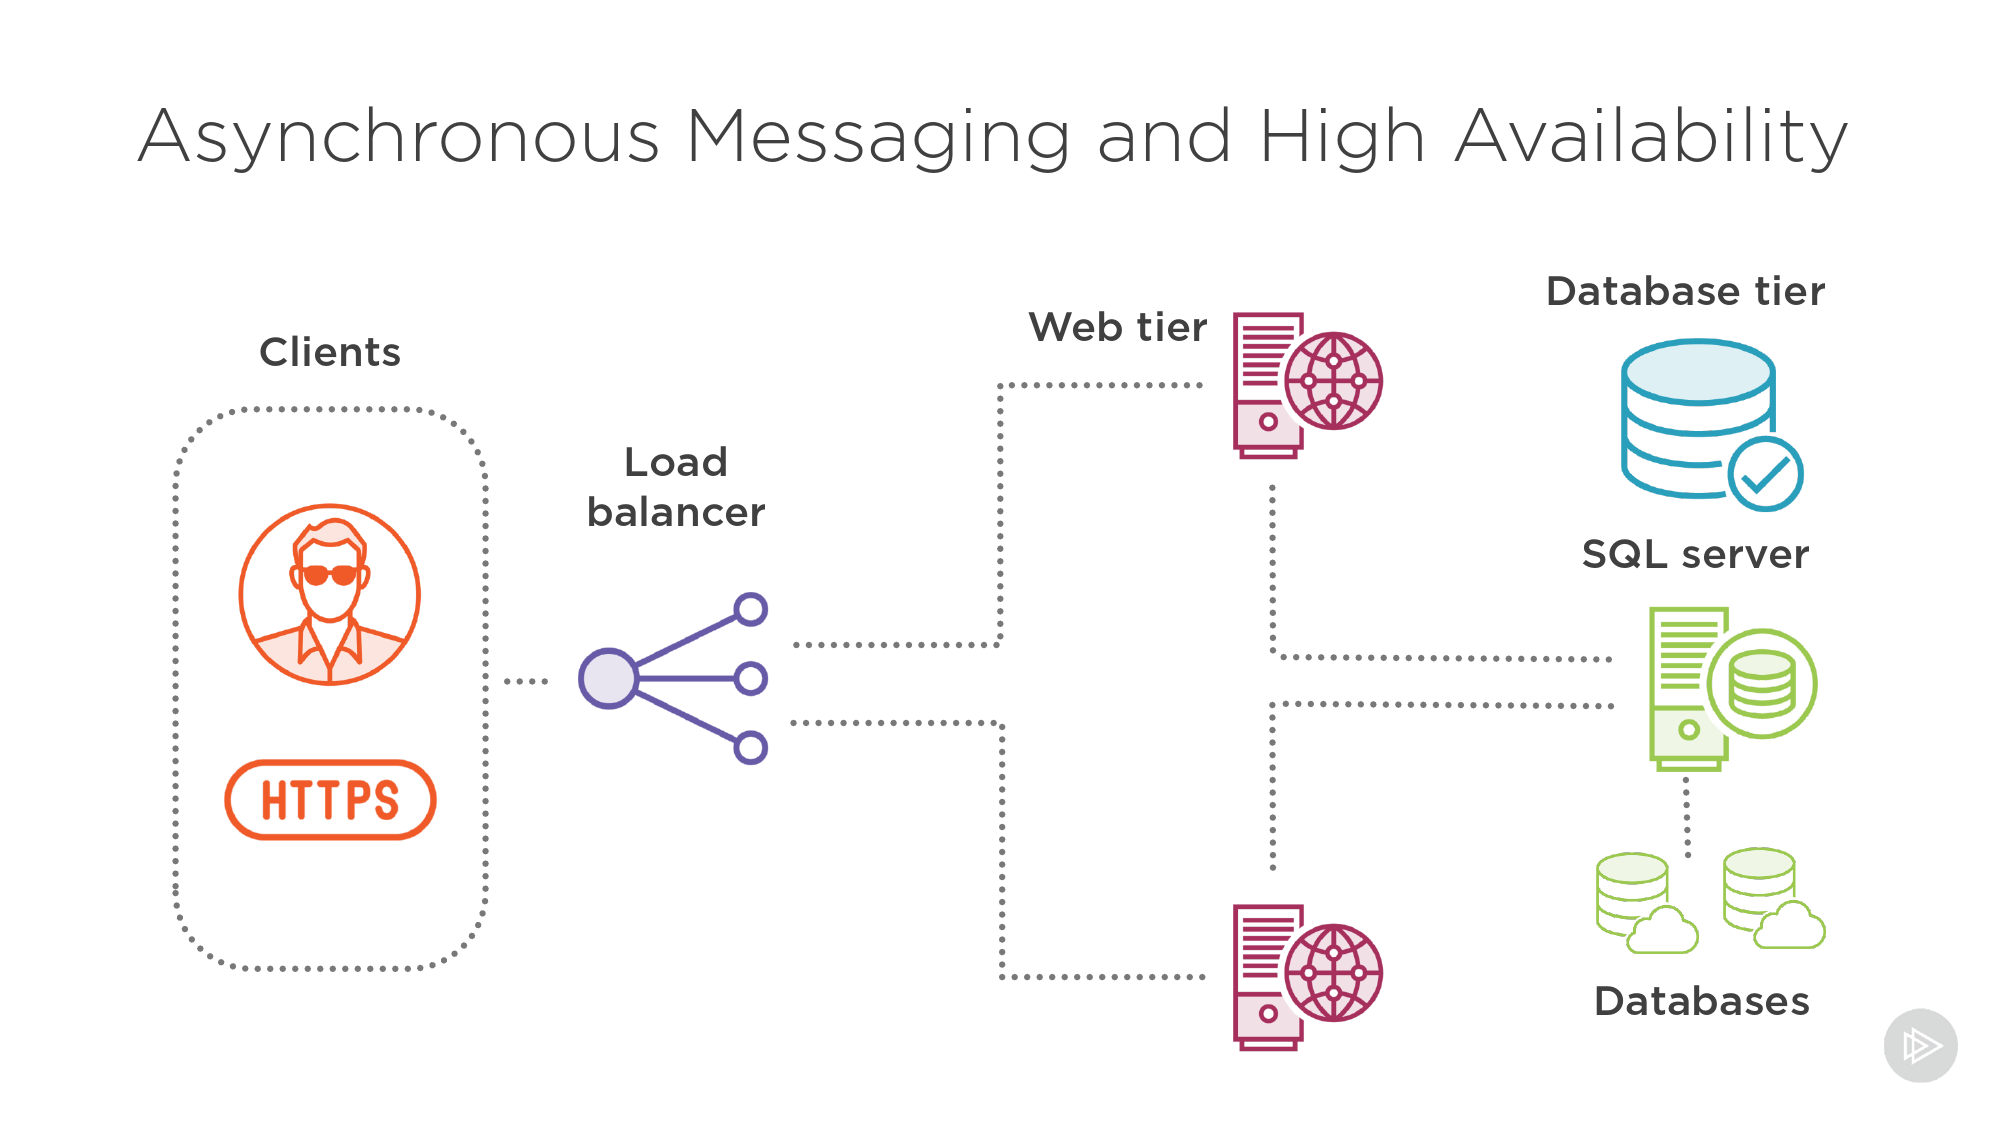 Asynchronous Messaging and High Availability
Clients
HTTPS
Load
balancer
Web tier
Database tier
SQL server
Databases